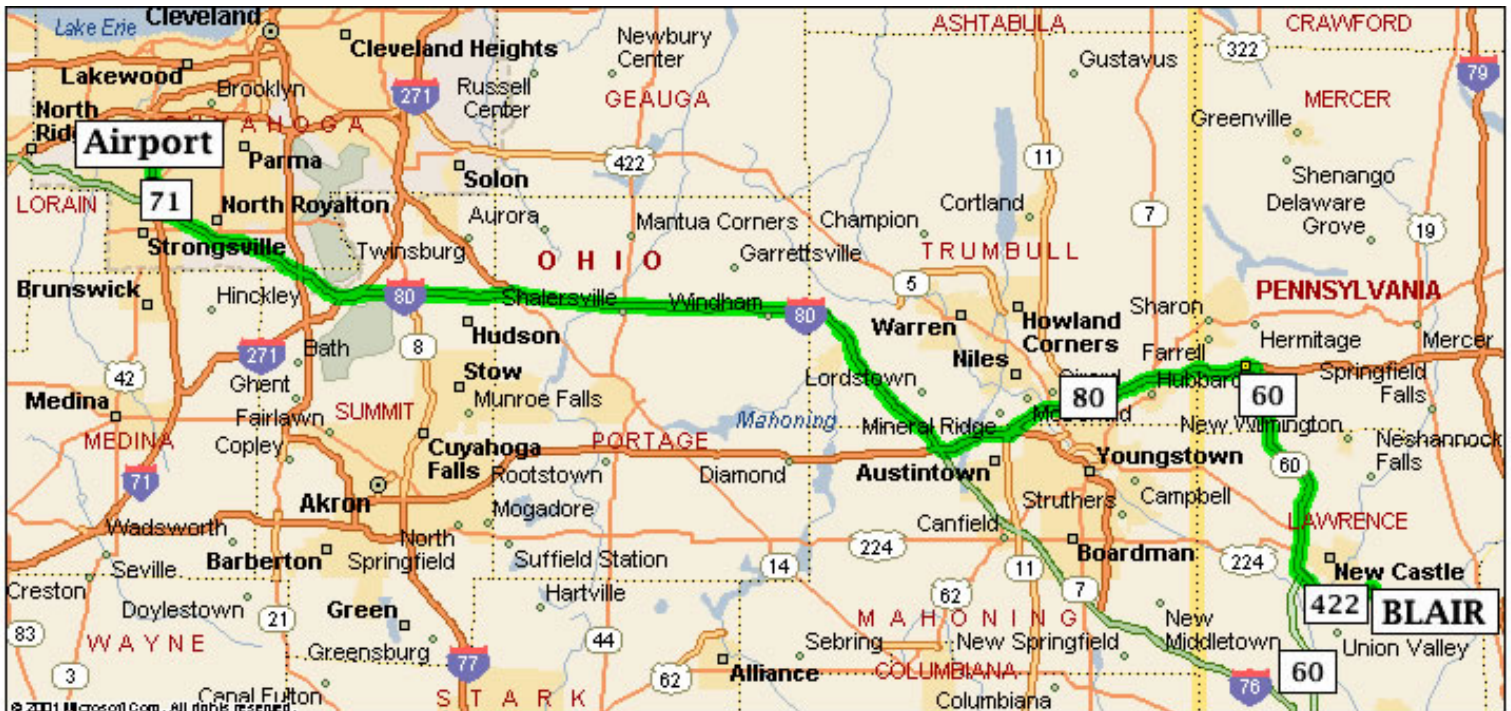 Lake Erie
Cleveland
Cleveland Heights
Newbury
Center
ASHTABULA
CRAWFORD
322
Gustavus
79
Lakewood
Brooklyn
271
Russell
Center
GEAUGA
MERCER
Greenville
North
Airport
Parma
422
11
Solon
Shenango
71
LORAIN
North Royalton
Aurora
Mantua Corners
Champion
Cortland
7
Delaware
Grove
19
Strongsville
Twinsburg
OHIO
Garrettsville
TRUMBULL
Brunswick
Hinckley
80
Shalersville
Windham
80
5
Sharon
PENNSYLVANIA
Warren
Howland
Corners
Hermitage
Mercer
Hudson
8
271
Bath
Niles
Farrell
42
Ghent
Stow
Lordstown
80
Hubbard
60
Springfield
Falls
Medina
Fairlawn
SUMMIT
Munroe Falls
Mahoning
Mineral Ridge
New Wilmington
MEDINA
Copley
Cuyahoga
Falls
PORTAGE
Neshannock
Falls
71
Akron
Rootstown
Diamond
Austintown
Youngstown
60
Struthers
Campbell
Wadsworth
Mogadore
Canfield
LAWRENCE
Barberton
North
Springfield
Suffield Station
224
Boardman
224
Seville
14
11
New Castle
Creston
Doylestown
Hartville
62
7
422
BLAIR
83
21
Green
MAHONING
New
Middletown
Union Valley
WAYNE
Greensburg
77
44
Sebring
New Springfield
3
62
Alliance
COLUMBIANA
76
60
Canal Fulton
STARK
Columbiana
© 2001 Microsoft Corp. All rights reserved.